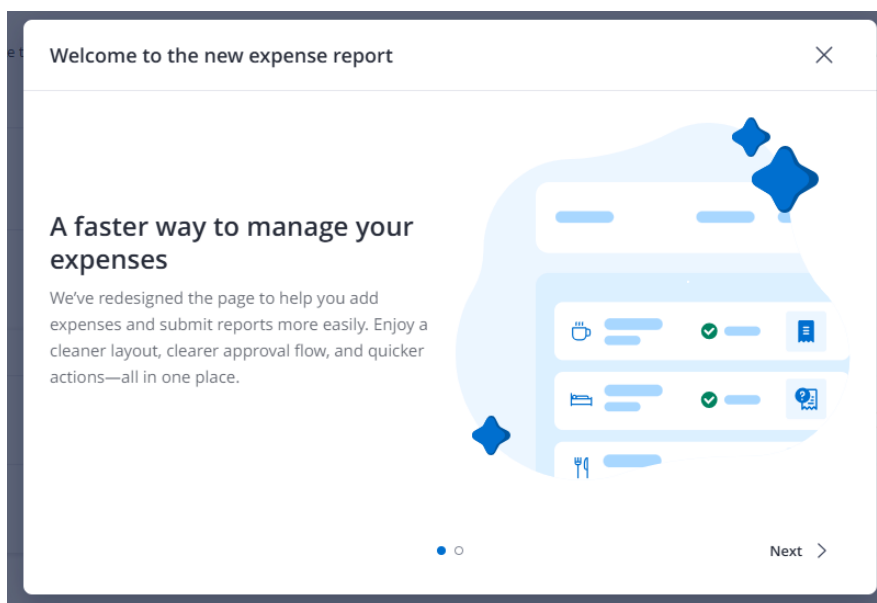 Welcome to the new expense report
A faster way to manage your
expenses
We’ve redesigned the page to help you add
expenses and submit reports more easily. Enjoy a
cleaner layout, clearer approval flow, and quicker
actions—all in one place.
Next